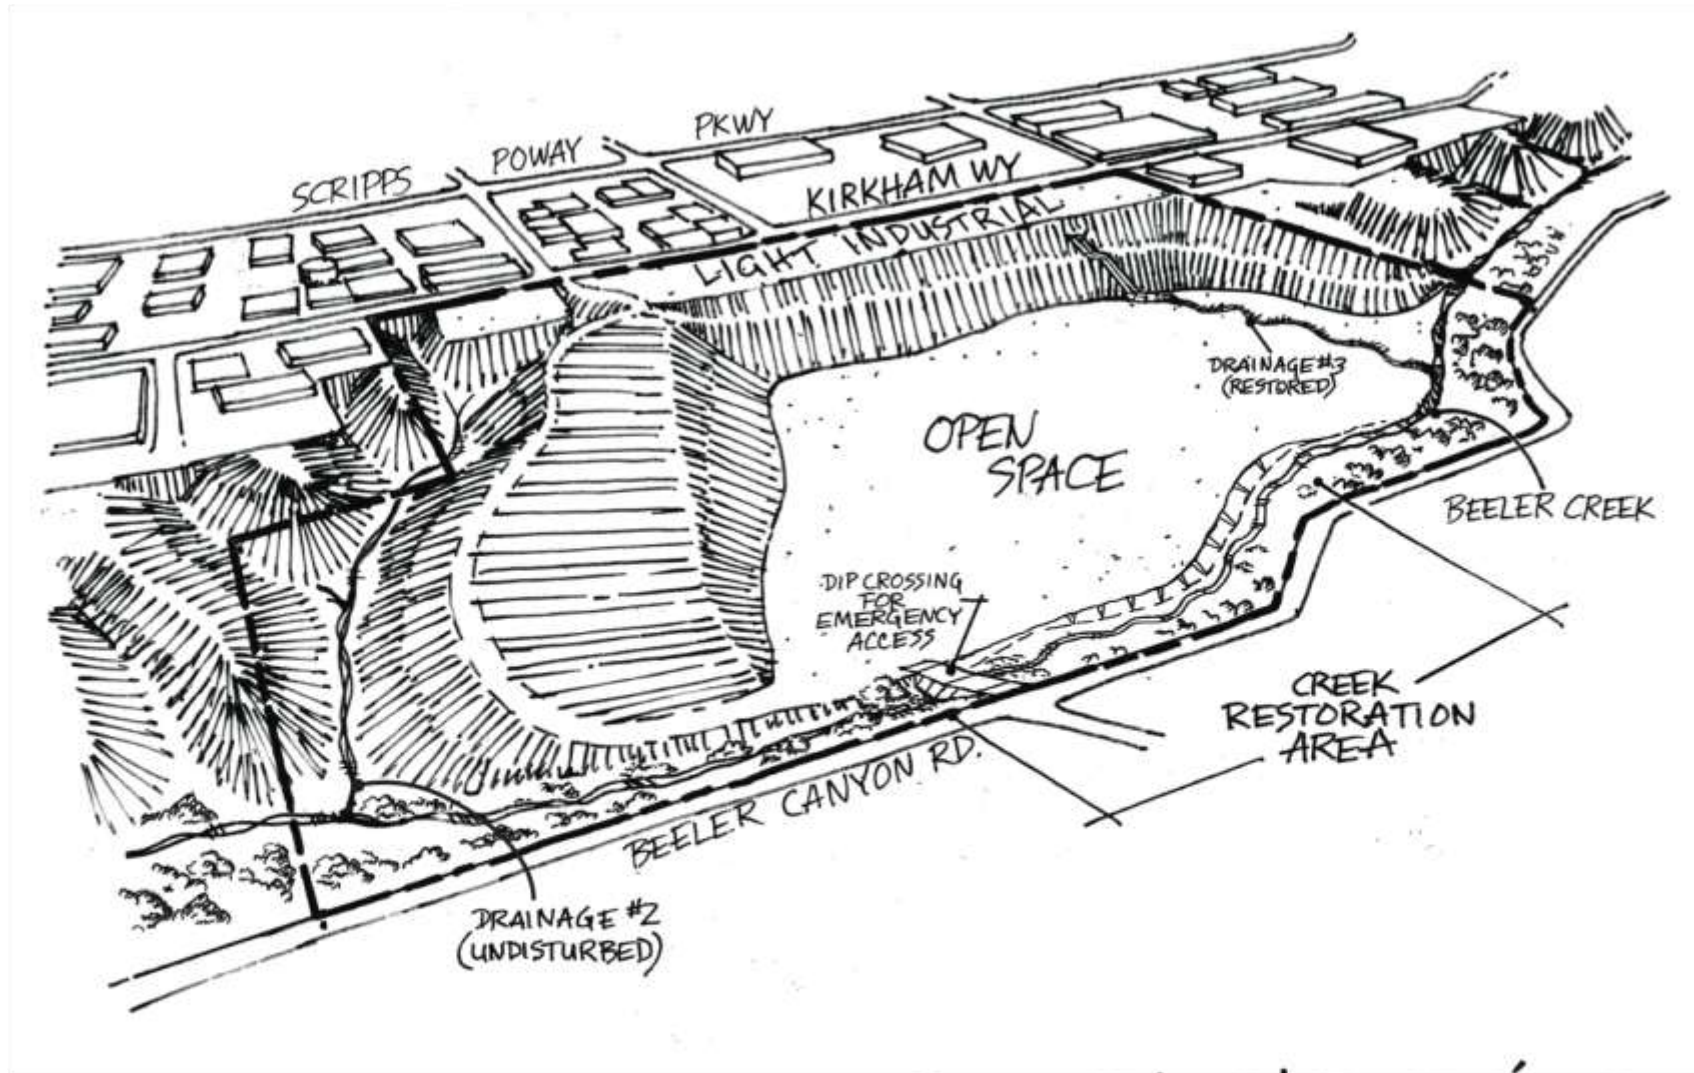 SCRIPPS POWAY PKWY
KIRKHAM WY
LIGHT INDUSTRIAL
DRAINAGE #3
(RESTORED)
OPEN
SPACE
BEELER CREEK
DIP CROSSING
FOR
EMERGENCY
ACCESS
CREEK
RESTORATION
AREA
BEELER CANYON RD.
DRAINAGE #2
(UNDISTURBED)